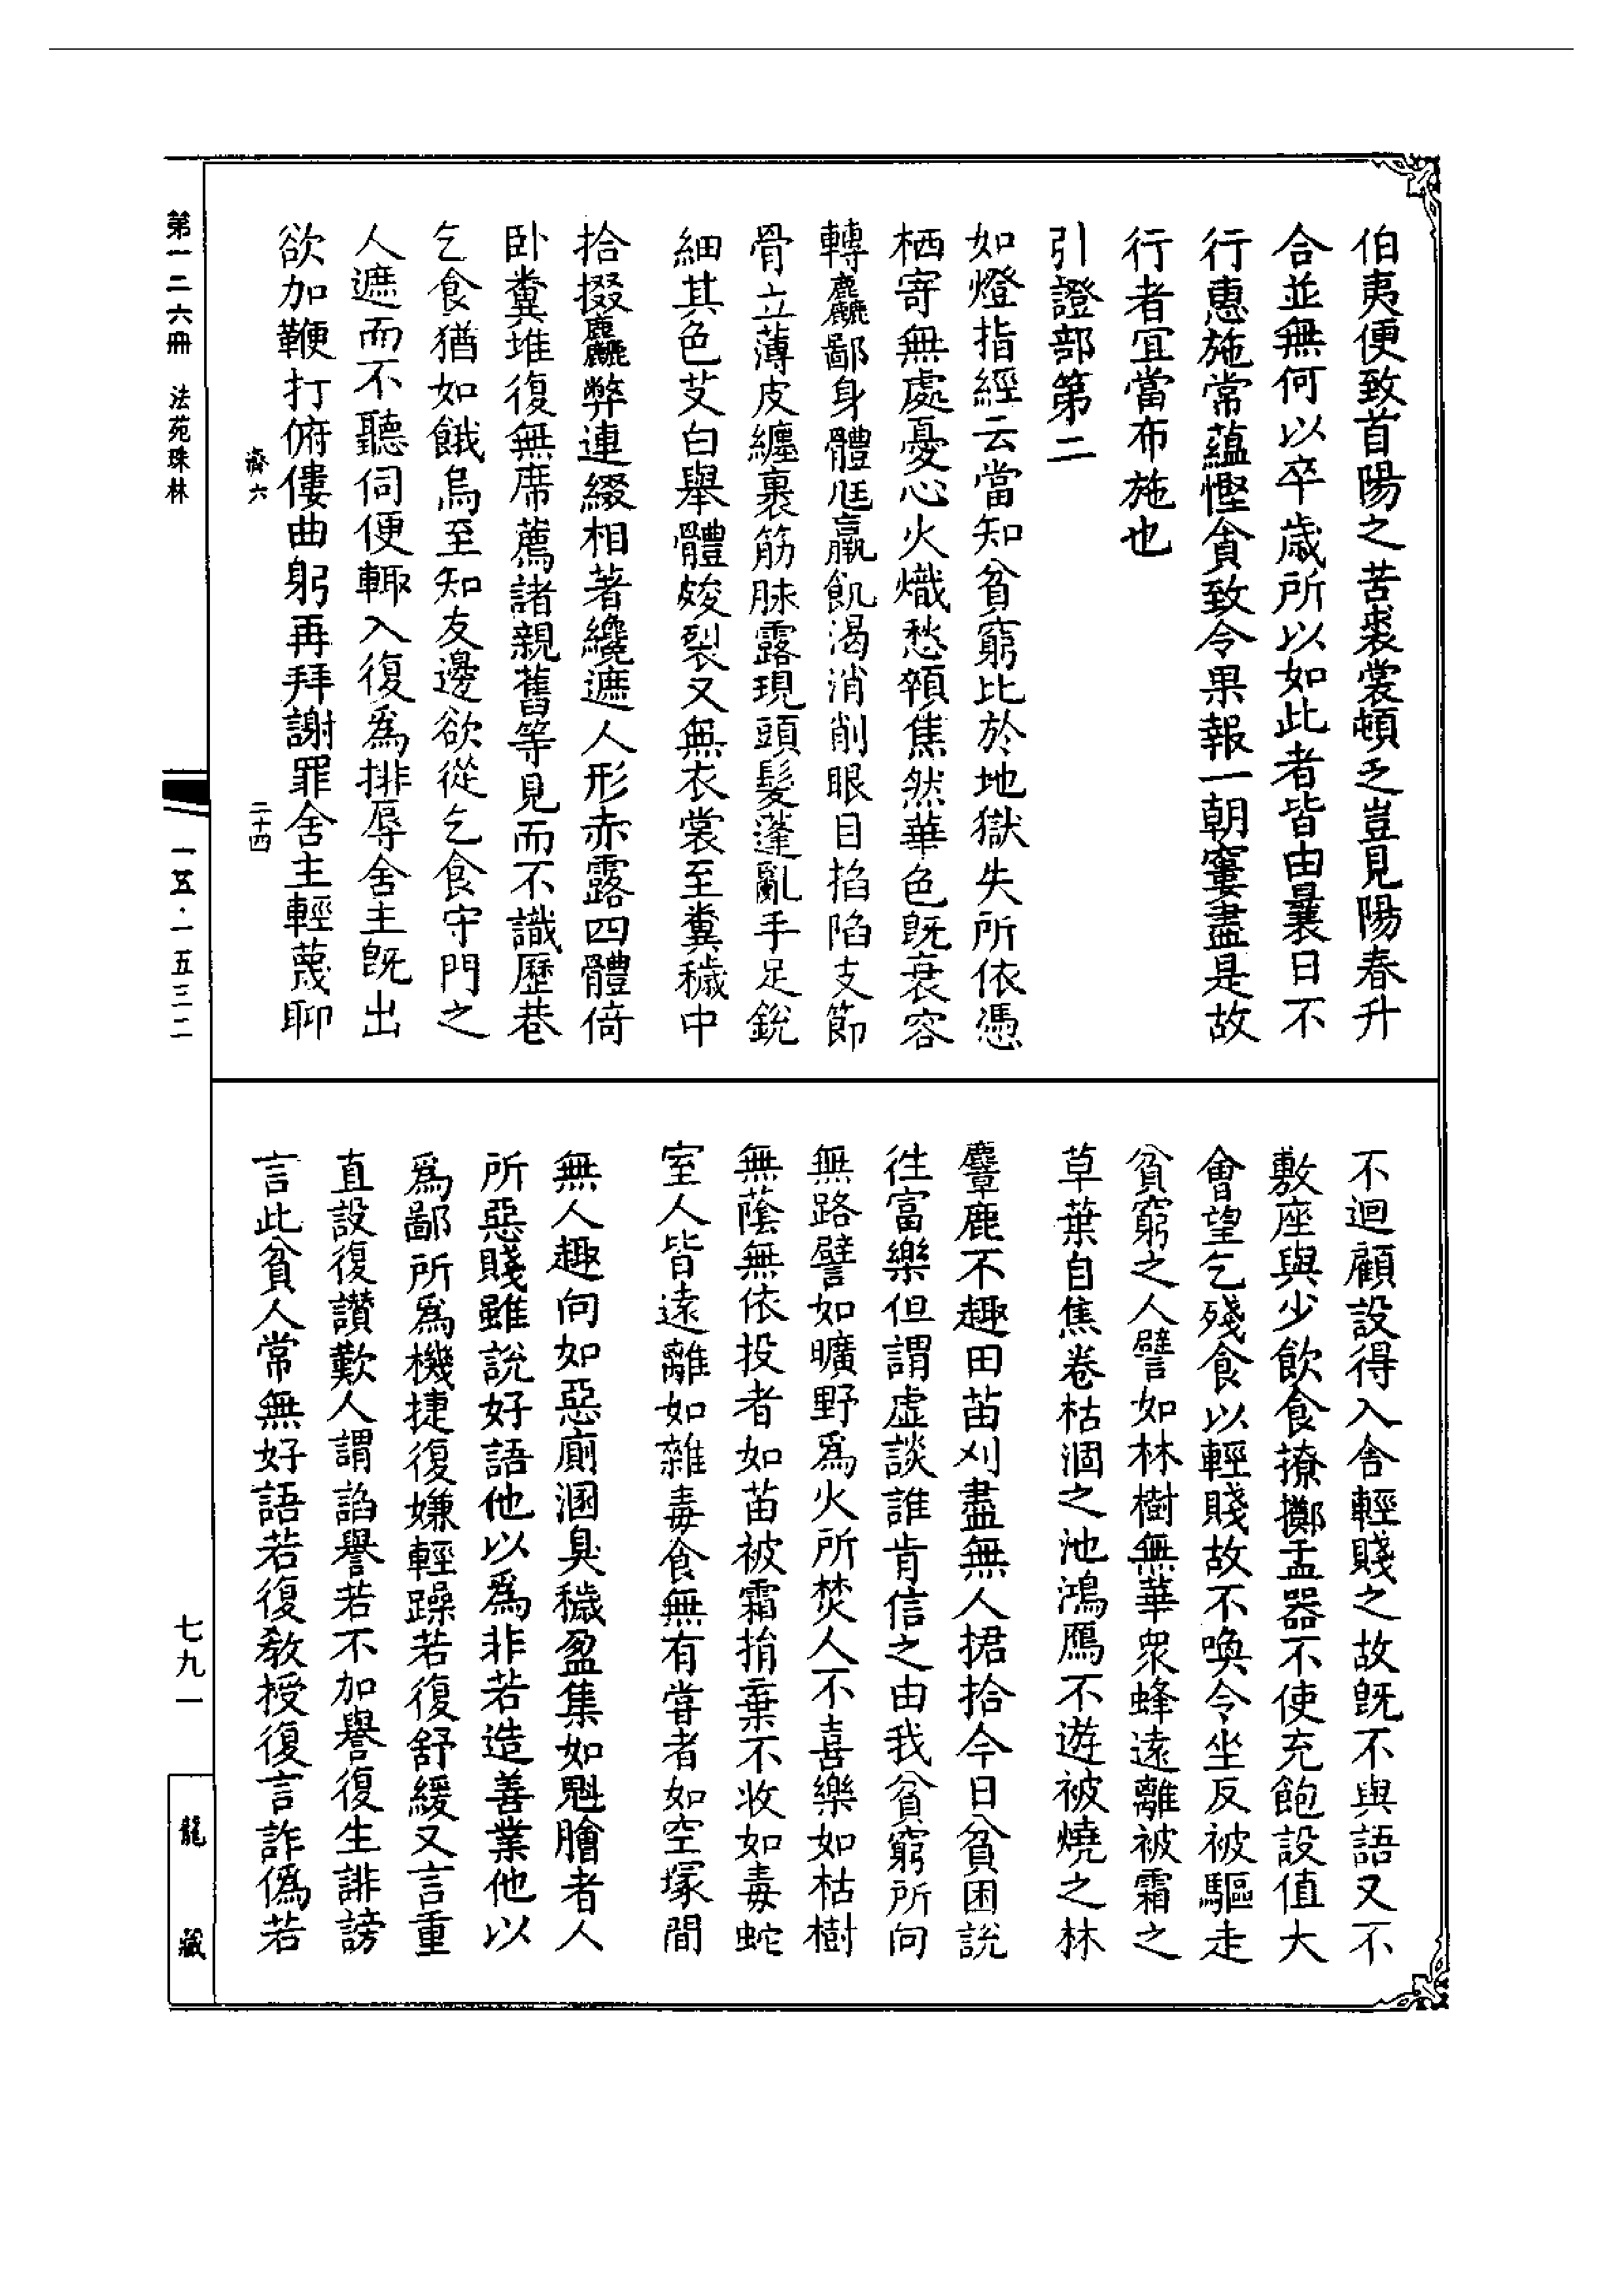 伯夷便致首陽之苦裘裳頓乏豈見陽春升
合並無何以卒歲所以如此者皆由曩日不
行惠施常蘊慳貪致令果報一朝窶盡是故
行者宜當布施也
引證部第二
如燈指經云當知貧窮比於地獄失所依憑
栖寄無處憂心火熾愁顇焦然華色旣衰容
轉麤鄙身體尫羸飢渴消削眼目掐陷支節
骨立薄皮纏裹筋脉露現頭髮蓬亂手足銳
細其色艾白舉體皴裂又無衣裳至糞穢中
拾掇麤弊連綴相著纔遮人形赤露四體倚
卧糞堆復無席薦諸親舊等見而不識歷巷
乞食猶如餓烏至知友邊欲從乞食守門之
人遮而不聽伺便輙入復爲排辱舍主旣出
欲加鞭打俯僂曲躬再拜謝罪舍主輕蔑聊
不迴顧設得入舍輕賤之故旣不與語又不
敷座與少飲食撩擲盂器不使充飽設值大
會望乞殘食以輕賤故不喚令坐反被驅走
貧窮之人譬如林樹無華衆蜂遠離被霜之
草葉自焦卷枯涸之池鴻鴈不遊被燒之林
麞鹿不趣田苗刈盡無人捃拾今日貧困說
徃富樂但謂虛談誰肯信之由我貧窮所向
無路譬如曠野爲火所焚人不喜樂如枯樹
無蔭無依投者如苗被霜捐棄不收如毒蛇
室人皆遠離如雜毒食無有甞者如空塚間
無人趣向如惡廁溷臭穢盈集如魁膾者人
所惡賤雖說好語他以爲非若造善業他以
爲鄙所爲機捷復嫌輕躁若復舒緩又言重
直設復讃歎人謂諂譽若不加譽復生誹謗
言此貧人常無好語若復敎授復言詐僞若
第一二六冊 法苑珠林
濟六
二十四
一五·一五三二
七九一
龍藏